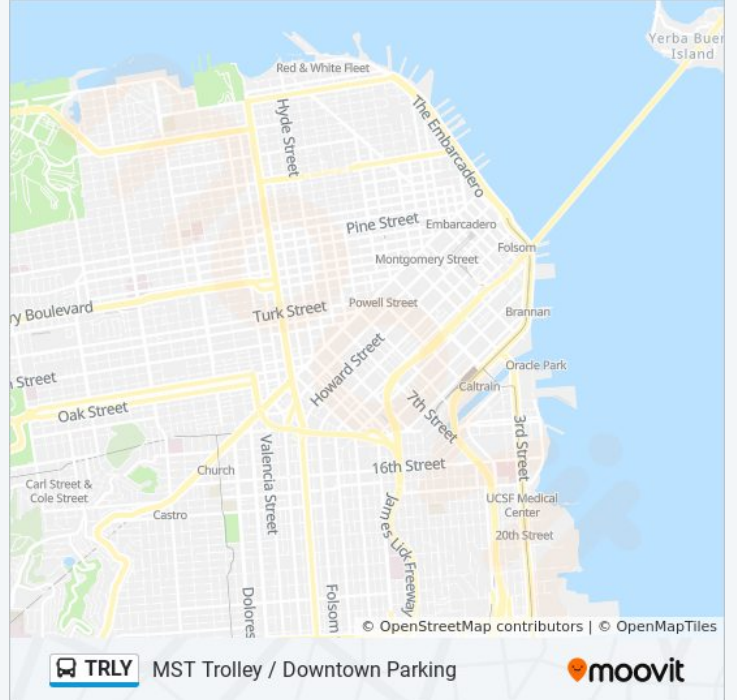 Yerba Buen
Island
Red & White Fleet
Hyde Street
The Embarcadero
Pine Street
Embarcadero
Folsom
Montgomery Street
ry Boulevard
Turk Street
Powell Street
Brannan
Howard Street
Oracle Park
Street
Caltrain
Oak Street
7th Street
3rd Street
Valencia Street
Church
16th Street
Carl Street &
Cole Street
UCSF Medical
Center
Castro
James Lick Freeway
20th Street
Dolores
Folsom
© OpenStreetMap contributors | © OpenMapTiles
TRLY
MST Trolley / Downtown Parking
moovit